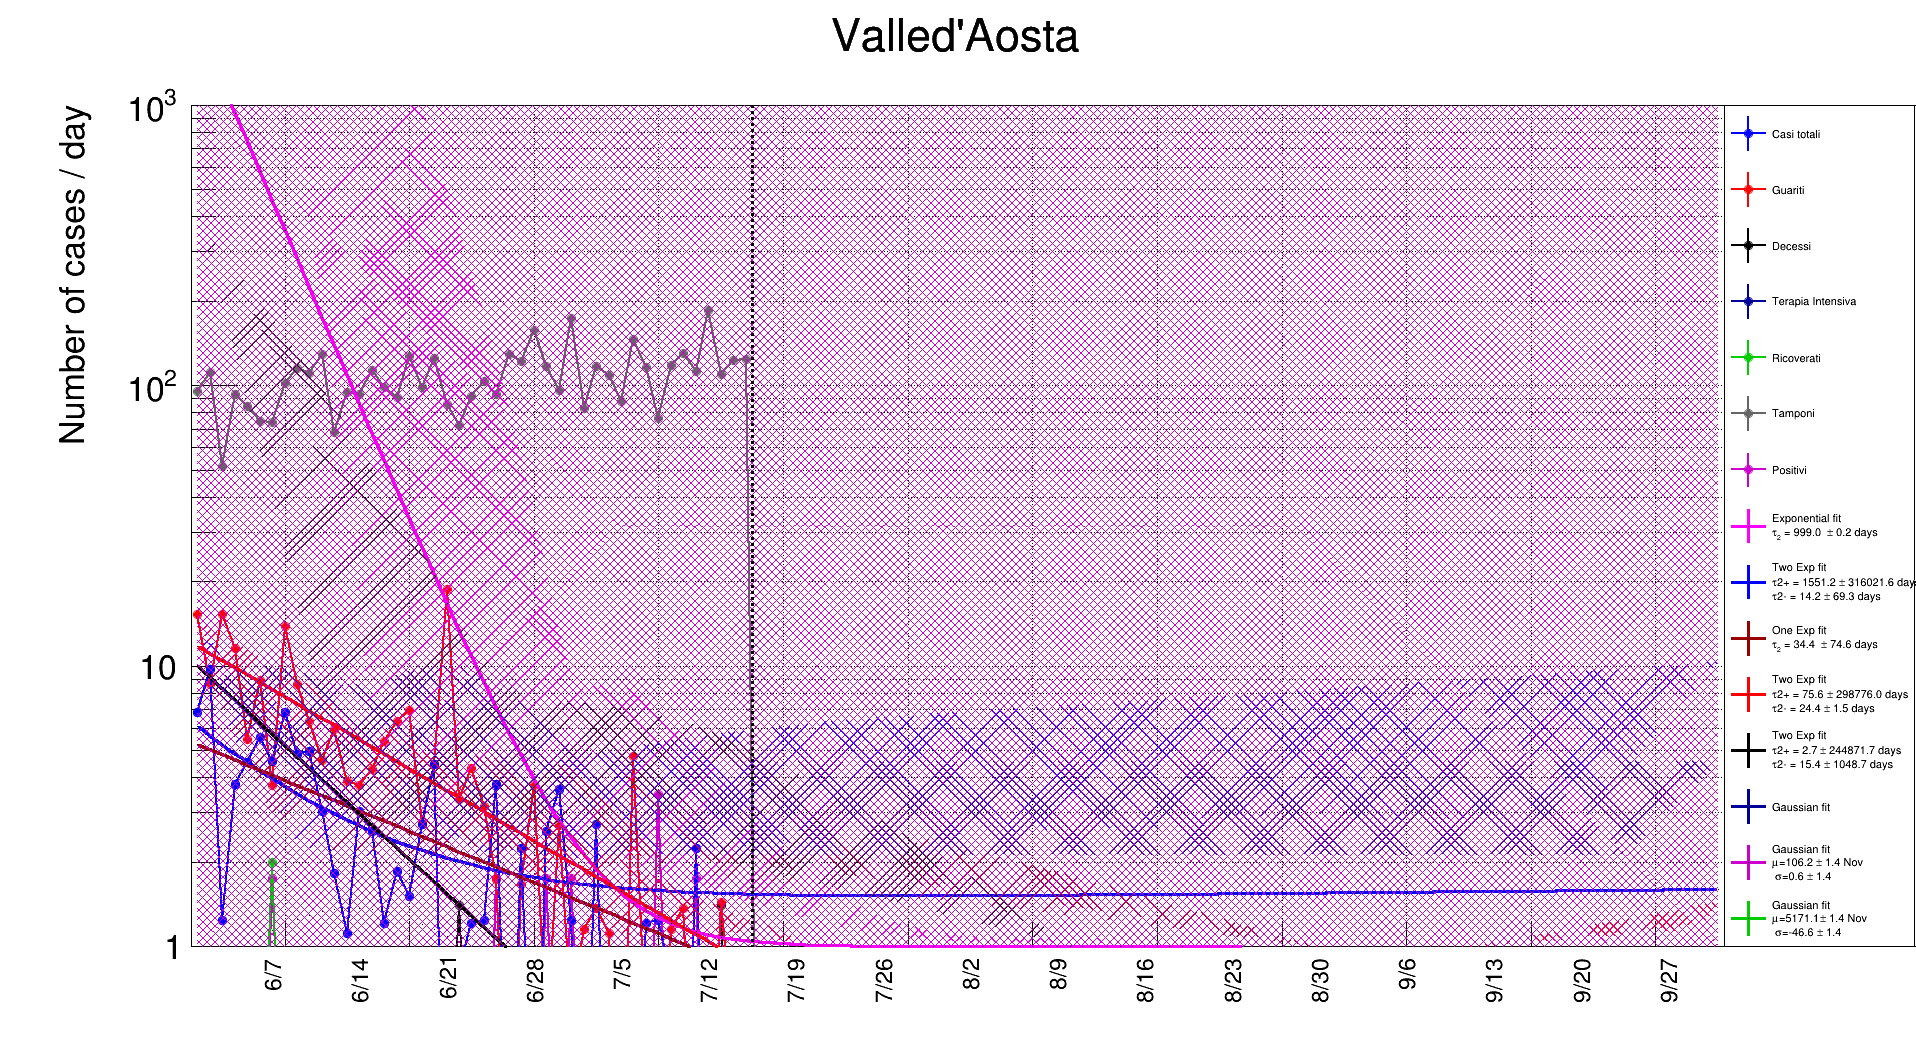 Valled'Aosta
Number of cases / day
10³
10²
10
1
6/7
6/14
6/21
6/28
7/5
7/12
7/19
7/26
8/2
8/9
8/16
8/23
8/30
9/6
9/13
9/20
9/27
Casi totali
Guariti
Decessi
Terapia Intensiva
Ricoverati
Tamponi
Positivi
Exponential fit
τ₂ = 999.0 ± 0.2 days
Two Exp fit
τ2+ = 1551.2 ± 316021.6 day
τ2- = 14.2 ± 69.3 days
One Exp fit
τ₂ = 34.4 ± 74.6 days
Two Exp fit
τ2+ = 75.6 ± 298776.0 days
τ2- = 24.4 ± 1.5 days
Two Exp fit
τ2+ = 2.7 ± 244871.7 days
τ2- = 15.4 ± 1048.7 days
Gaussian fit
Gaussian fit
μ=106.2 ± 1.4 Nov
σ=0.6 ± 1.4
Gaussian fit
μ=5171.1 ± 1.4 Nov
σ=-46.6 ± 1.4